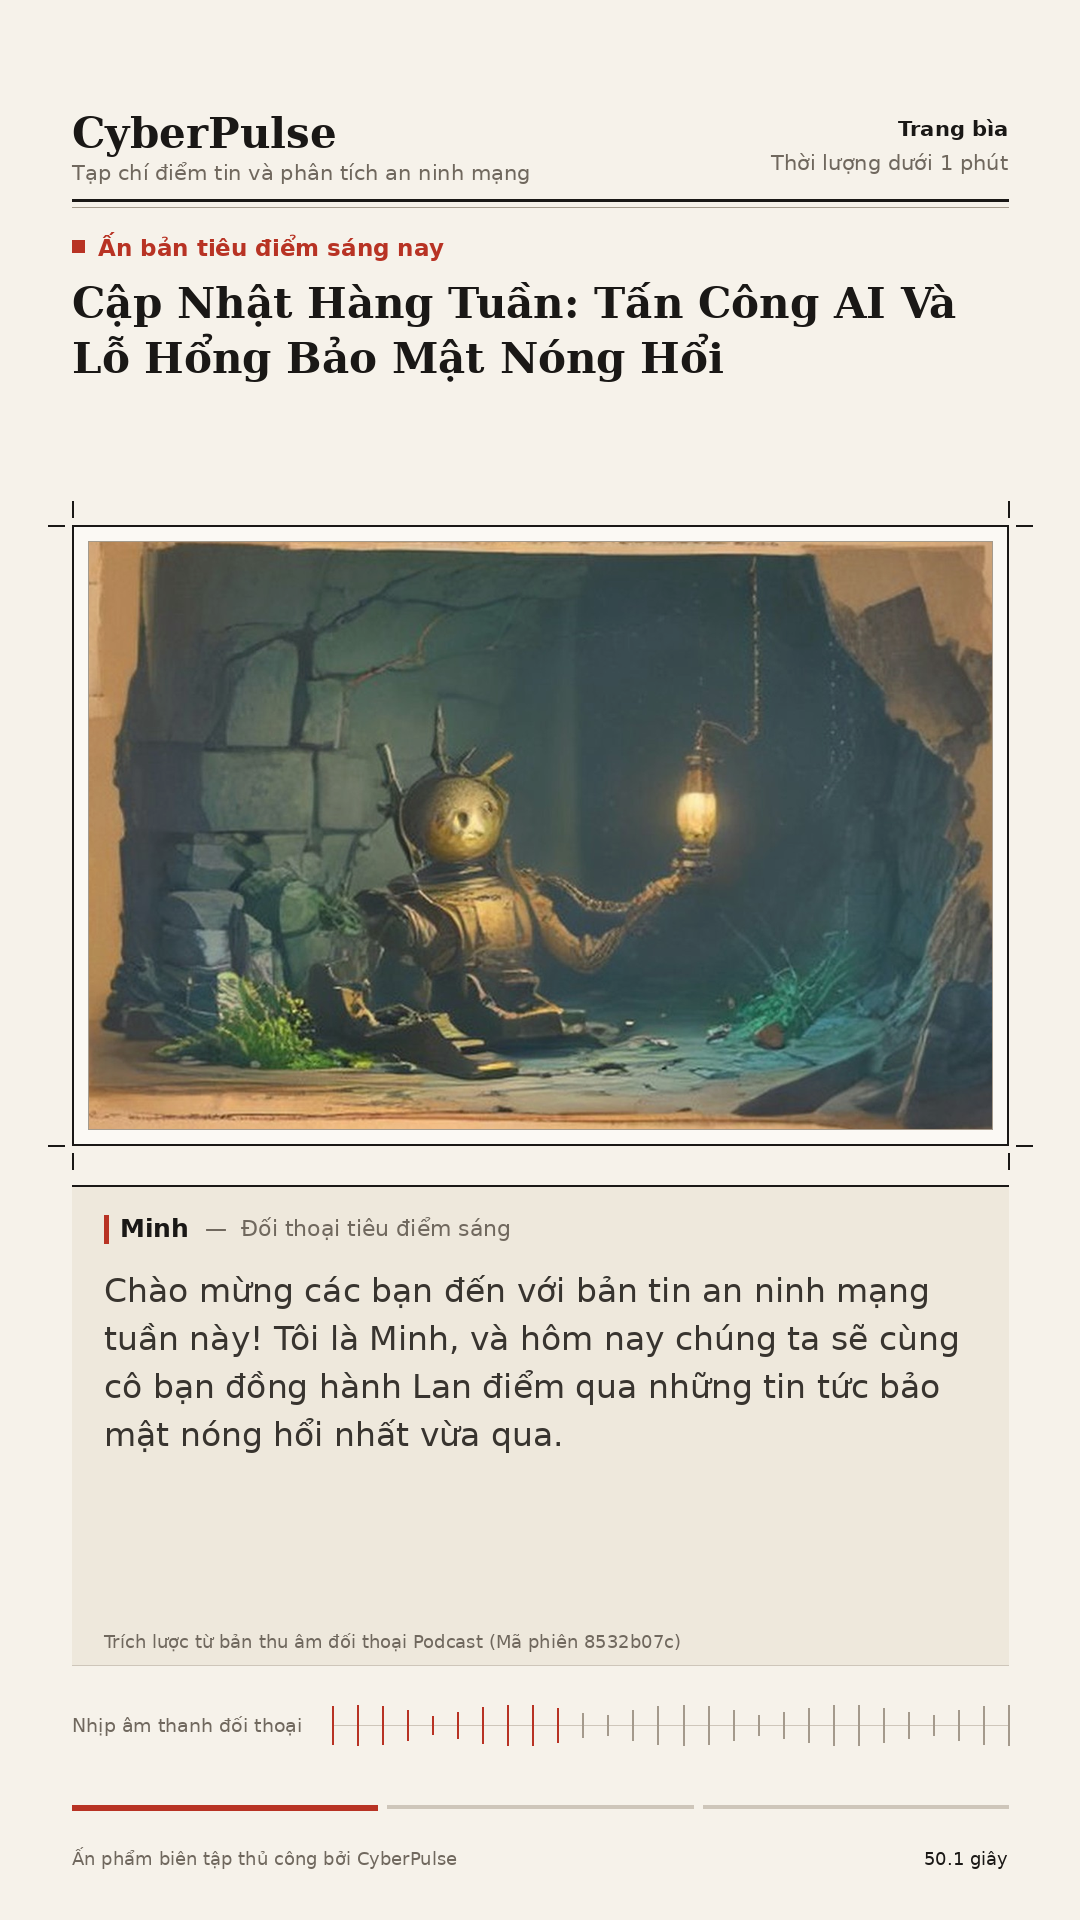 CyberPulse
Tạp chí điểm tin và phân tích an ninh mạng
Trang bìa
Thời lượng dưới 1 phút
Ấn bản tiêu điểm sáng nay
Cập Nhật Hàng Tuần: Tấn Công AI Và
Lỗ Hổng Bảo Mật Nóng Hổi
Minh — Đối thoại tiêu điểm sáng
Chào mừng các bạn đến với bản tin an ninh mạng
tuần này! Tôi là Minh, và hôm nay chúng ta sẽ cùng
cô bạn đồng hành Lan điểm qua những tin tức bảo
mật nóng hổi nhất vừa qua.
Trích lược từ bản thu âm đối thoại Podcast (Mã phiên 8532b07c)
Nhịp âm thanh đối thoại
Ấn phẩm biên tập thủ công bởi CyberPulse
50.1 giây